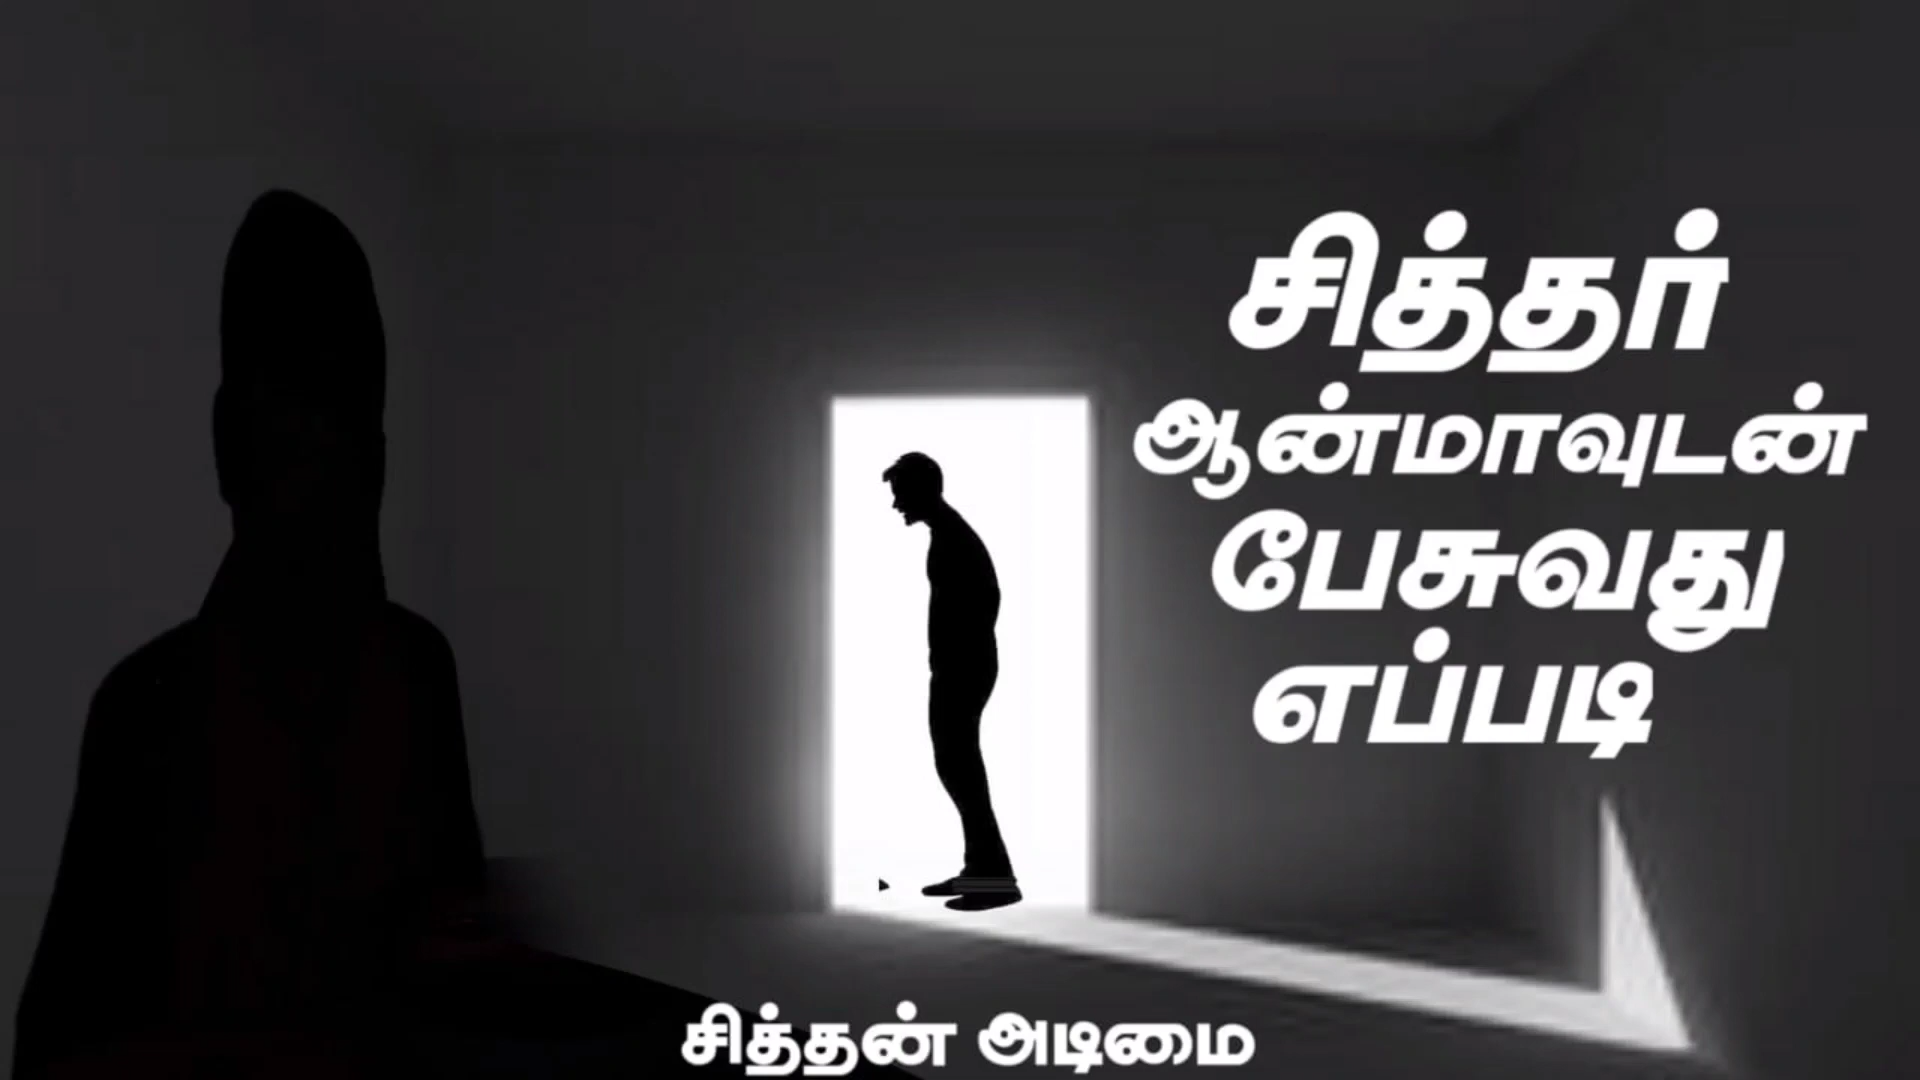 சித்தர்
ஆன்மாவுடன்
பேசுவது
எப்படி
சித்தன் அடிமை